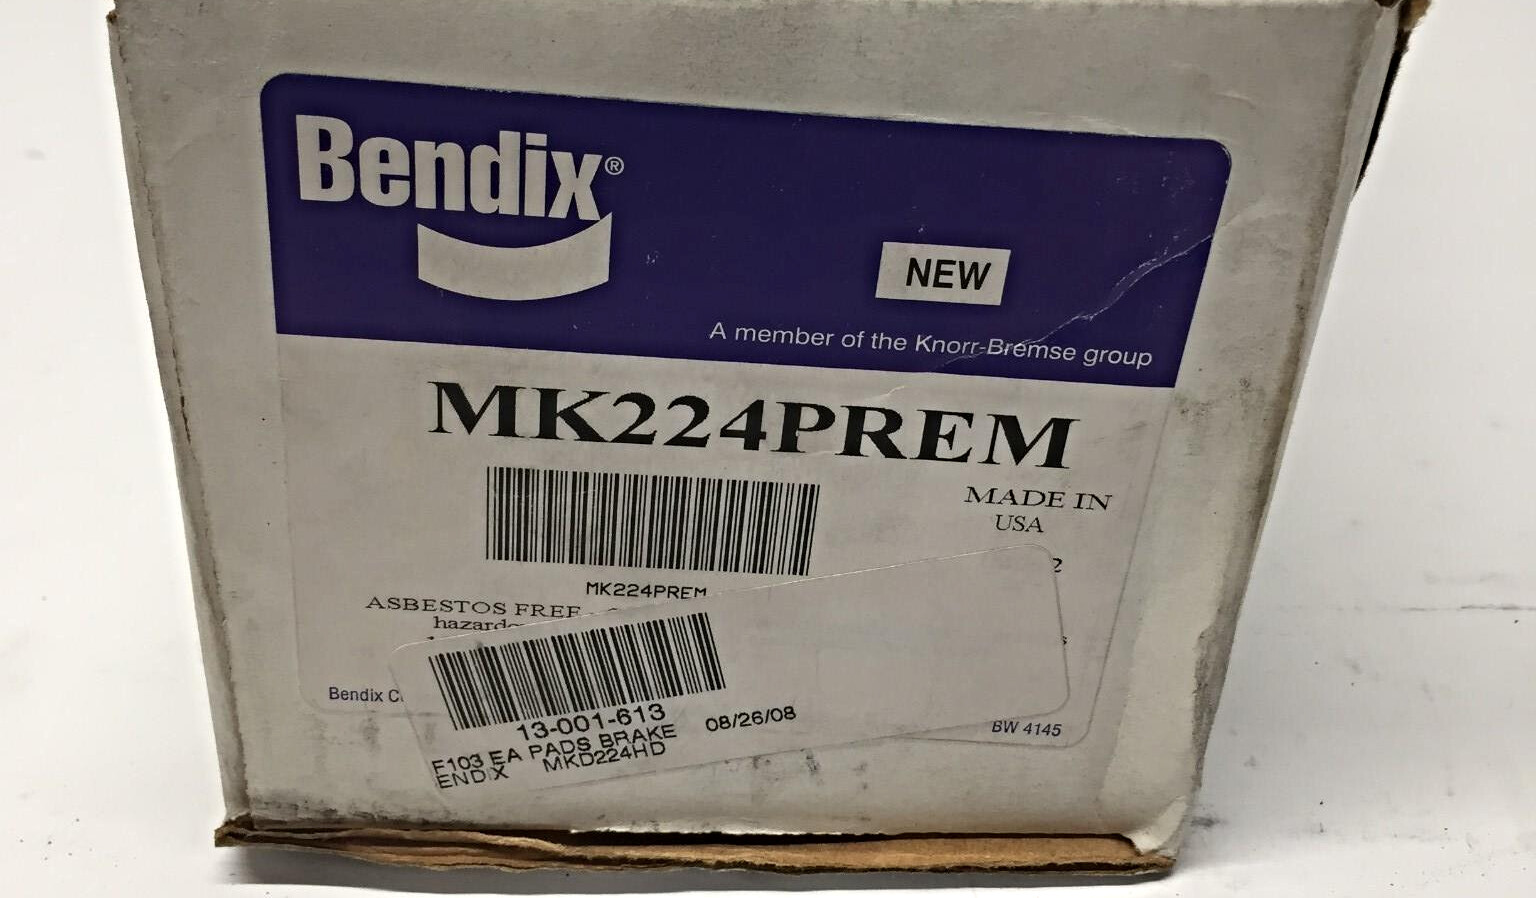 Bendix®
NEW
A member of the Knorr-Bremse group
MK224PREM
MADE IN
USA
MK224PREM
ASBESTOS FREE
Bendix
13-001-613
08/26/08
F103 EA PADS BRAKE
ENDIX MKD224HD
BW 4145